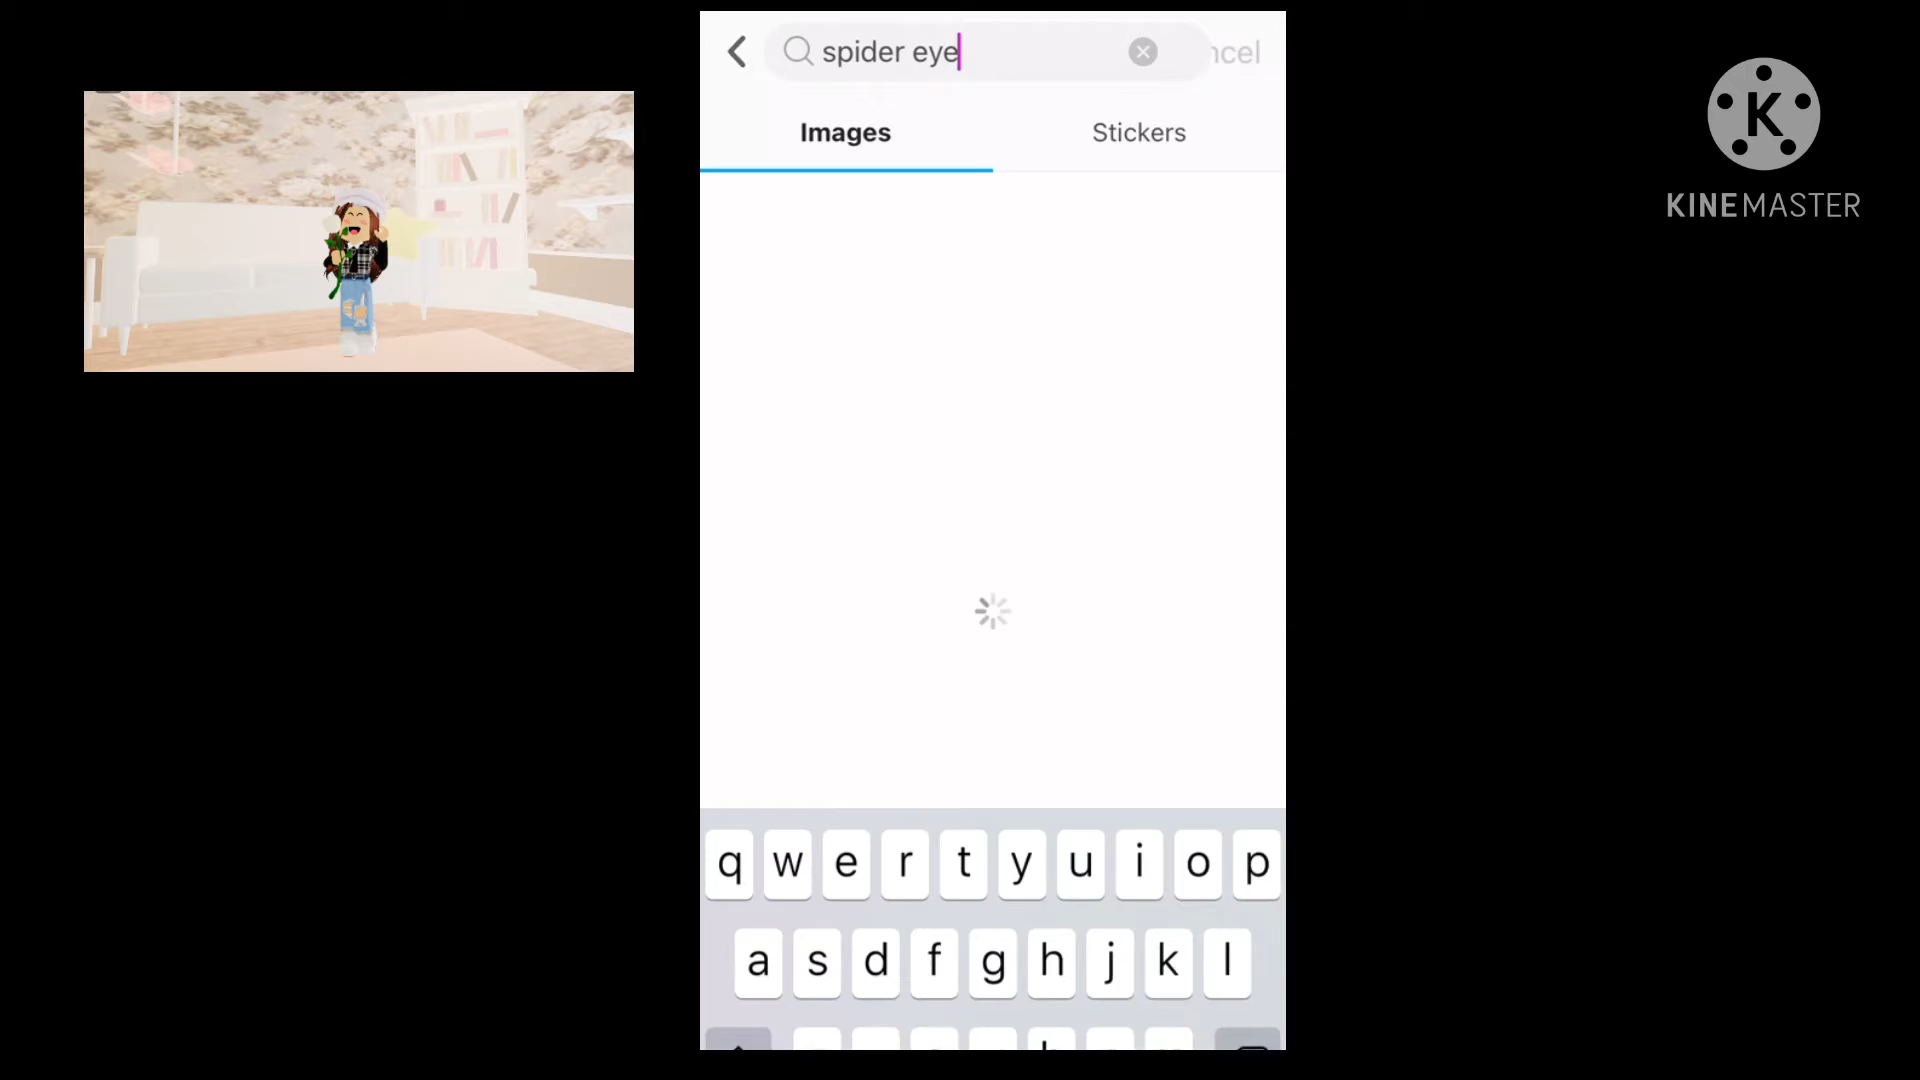 spider eye
ncel
Images
Stickers
K
KINEMASTER
q w e r t y u i o p
a s d f g h j k l